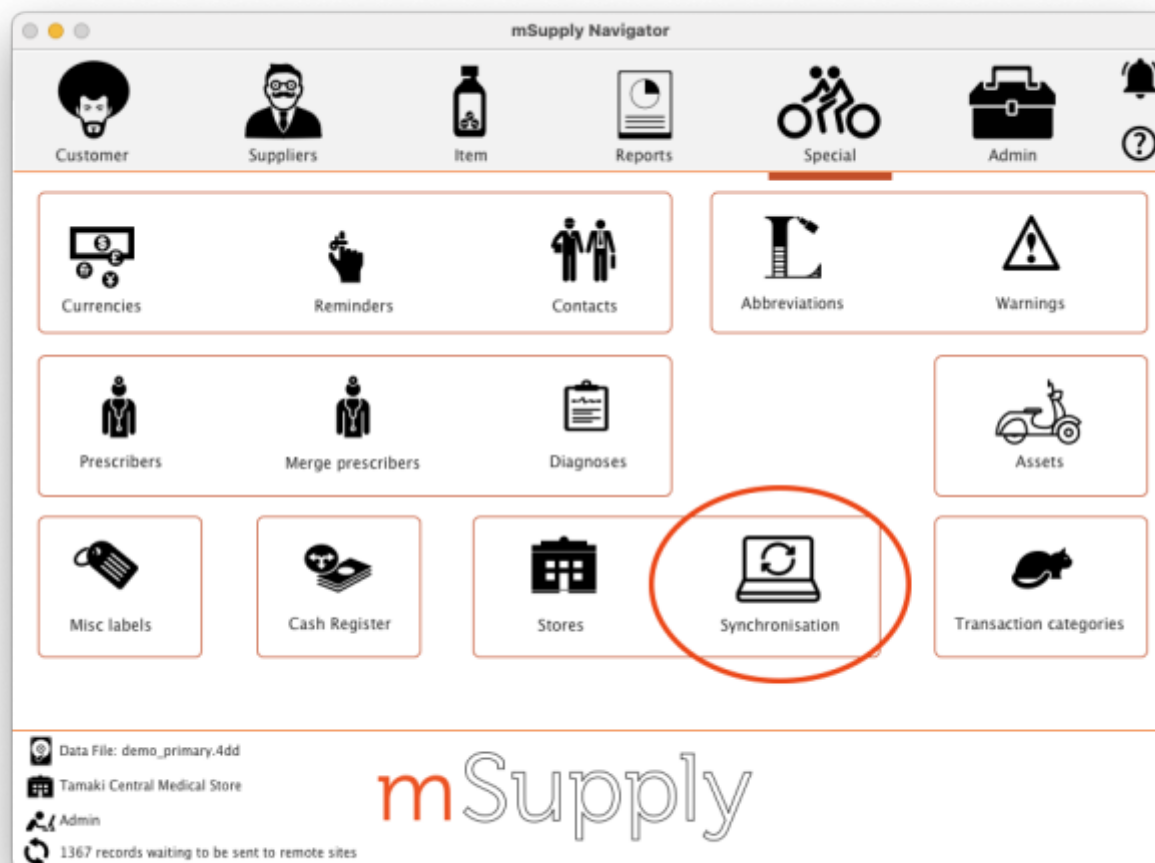 mSupply Navigator
Customer Suppliers Item Reports Special Admin
Currencies Reminders Contacts Abbreviations Warnings
Prescribers Merge prescribers Diagnoses Assets
Misc labels Cash Register Stores Synchronisation Transaction categories
Data File: demo_primary.4dd
Tamaki Central Medical Store
Admin
1367 records waiting to be sent to remote sites
mSupply